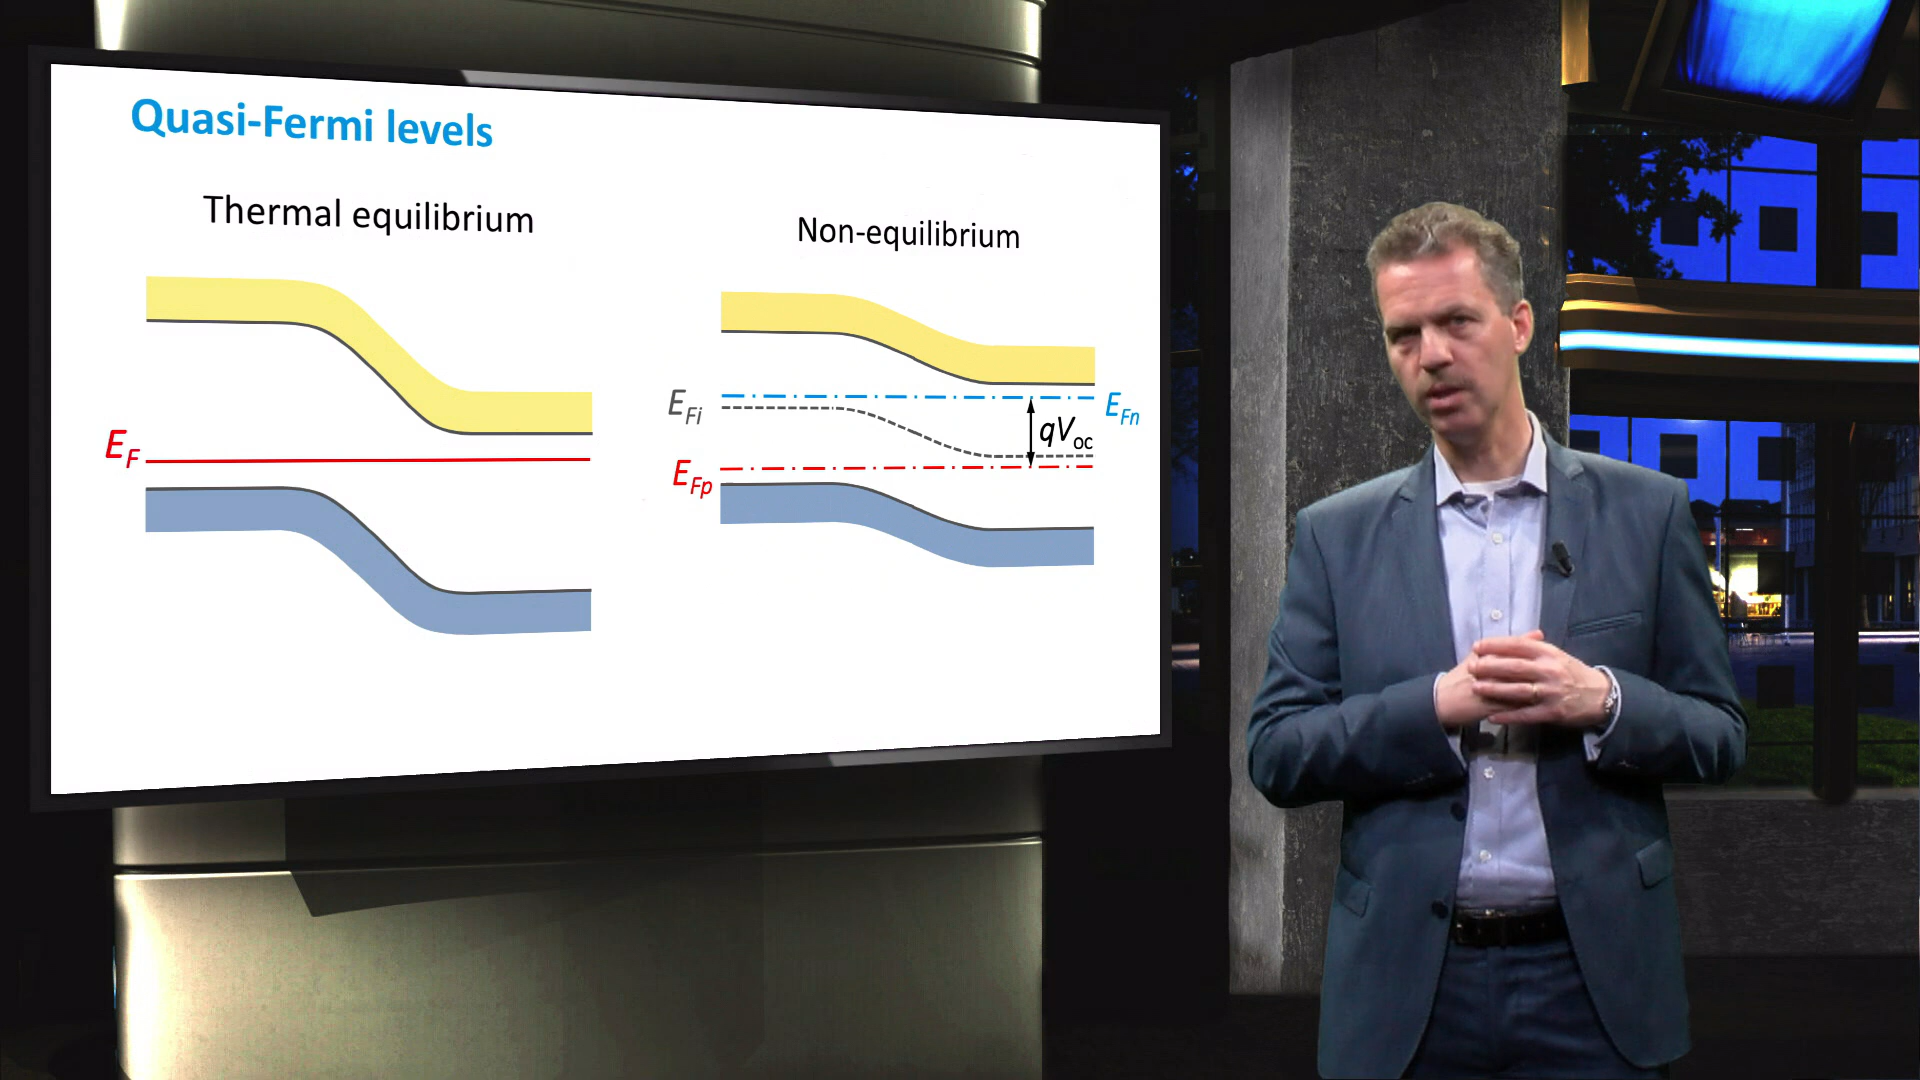 Quasi-Fermi levels
Thermal equilibrium
Non-equilibrium
E_F
E_Fi
E_Fn
qV_oc
E_Fp